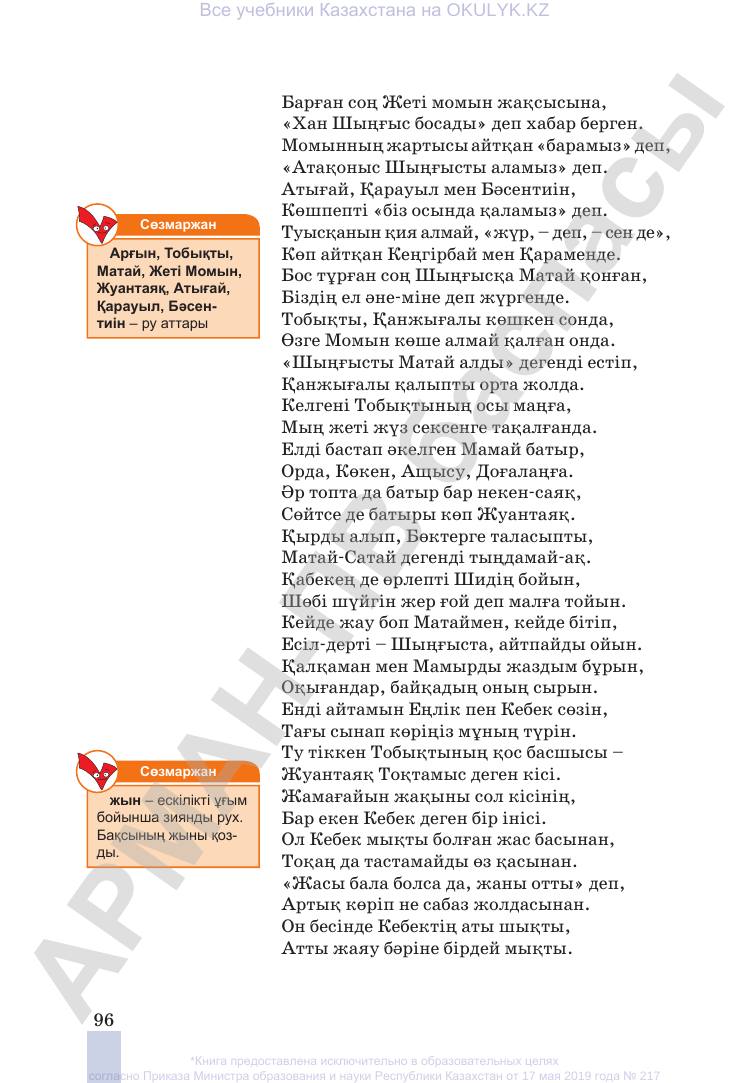 Все учебники Казахстана на OKULYK.KZ
Барған соң Жеті момын жақсысына,
«Хан Шыңғыс босады» деп хабар берген.
Момынның жартысы айтқан «барамыз» деп,
«Атақоныс Шыңғысты аламыз» деп.
Атығай, Қарауыл мен Бәсентиін,
Көшпепті «біз осында қаламыз» деп.
Туысқанын қия алмай, «жүр, – деп, – сен де»,
Көп айтқан Кеңгірбай мен Қараменде.
Бос тұрған соң Шыңғысқа Матай қонған,
Біздің ел әне-міне деп жүргенде.
Тобықты, Қанжығалы көшкен сонда,
Өзге Момын көше алмай қалған онда.
«Шыңғысты Матай алды» дегенді естіп,
Қанжығалы қалыпты орта жолда.
Келгені Тобықтының осы маңға,
Мың жеті жүз сексенге тақалғанда.
Елді бастап әкелген Мамай батыр,
Орда, Көкен, Ащысу, Доғалаңға.
Әр топта да батыр бар некен-саяқ,
Сөйтсе де батыры көп Жуантаяқ.
Қырды алып, Бөктерге таласыпты,
Матай-Сатай дегенді тыңдамай-ақ.
Қабекең де өрлепті Шидің бойын,
Шөбі шүйгін жер ғой деп малға тойын.
Кейде жау боп Матаймен, кейде бітіп,
Есіл-дерті – Шыңғыста, айтпайды ойын.
Қалқаман мен Мамырды жаздым бұрын,
Оқығандар, байқадың оның сырын.
Енді айтамын Еңлік пен Кебек сөзін,
Тағы сынап көріңіз мұның түрін.
Ту тіккен Тобықтының қос басшысы –
Жуантаяқ Тоқтамыс деген кісі.
Жамағайын жақыны сол кісінің,
Бар екен Кебек деген бір інісі.
Ол Кебек мықты болған жас басынан,
Тоқаң да тастамайды өз қасынан.
«Жасы бала болса да, жаны отты» деп,
Артық көріп не сабаз жолдасынан.
Он бесінде Кебектің аты шықты,
Атты жаяу бәріне бірдей мықты.
Сөзмаржан
Арғын, Тобықты,
Матай, Жеті Момын,
Жуантаяқ, Атығай,
Қарауыл, Бәсен-
тиін – ру аттары
Сөзмаржан
жын – ескілікті ұғым
бойынша зиянды рух.
Бақсының жыны қоз-
ды.
АРМАН-ПВ баспасы
96
*Книга предоставлена исключительно в образовательных целях
согласно Приказа Министра образования и науки Республики Казахстан от 17 мая 2019 года № 217